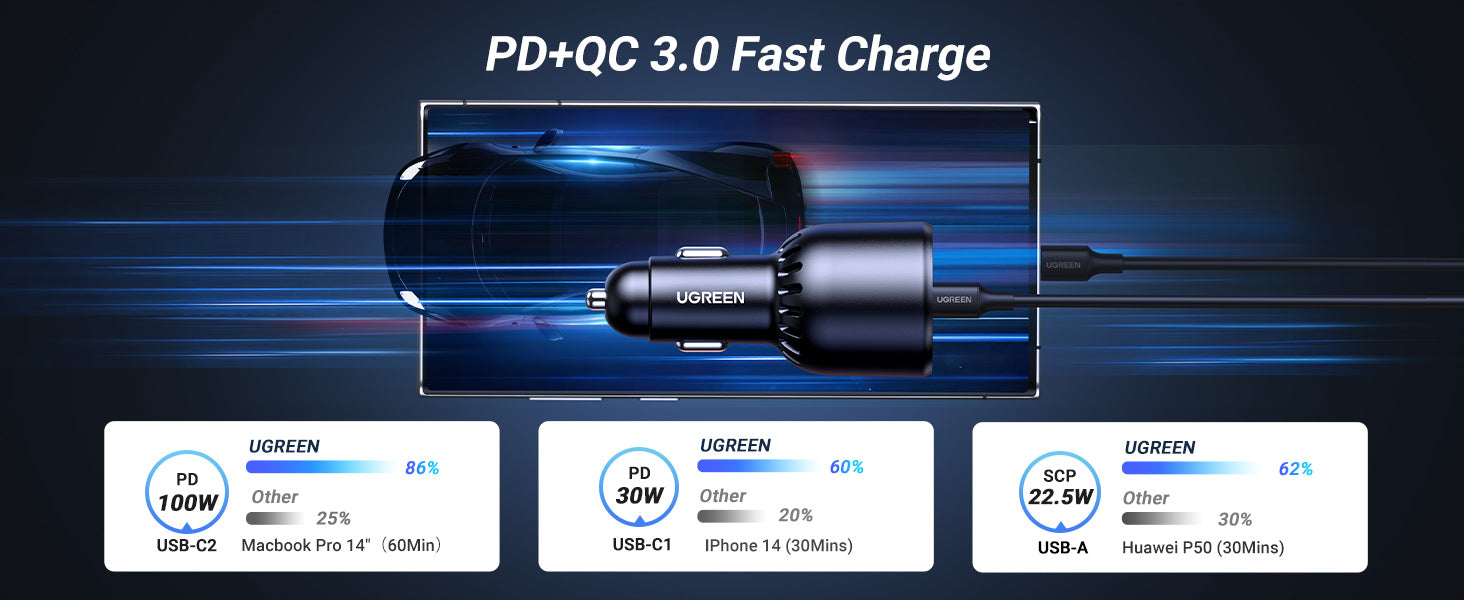 PD+QC 3.0 Fast Charge
UGREEN
UGREEN
UGREEN
PD
100W
USB-C2
UGREEN
86%
Other
25%
Macbook Pro 14"（60Min）
PD
30W
USB-C1
UGREEN
60%
Other
20%
IPhone 14 (30Mins)
SCP
22.5W
USB-A
UGREEN
62%
Other
30%
Huawei P50 (30Mins)